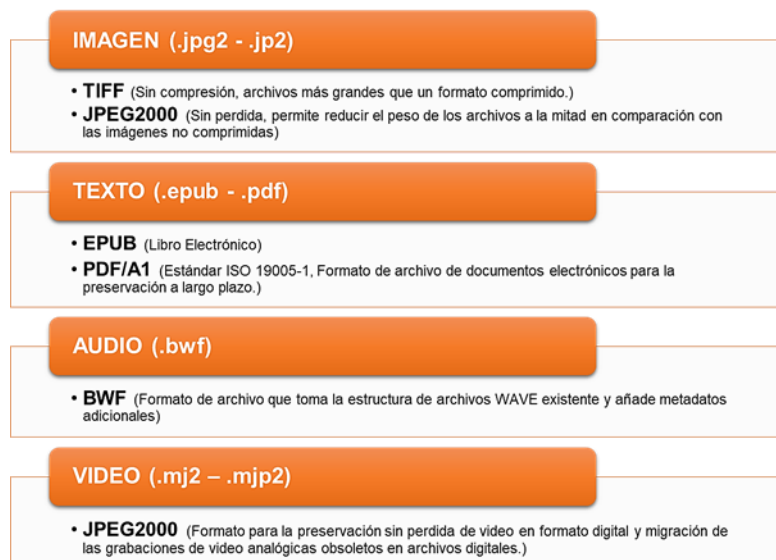 IMAGEN (.jpg2 - .jp2)
• TIFF (Sin compresión, archivos más grandes que un formato comprimido.)
• JPEG2000 (Sin perdida, permite reducir el peso de los archivos a la mitad en comparación con
las imágenes no comprimidas)
TEXTO (.epub - .pdf)
• EPUB (Libro Electrónico)
• PDF/A1 (Estándar ISO 19005-1, Formato de archivo de documentos electrónicos para la
preservación a largo plazo.)
AUDIO (.bwf)
• BWF (Formato de archivo que toma la estructura de archivos WAVE existente y añade metadatos
adicionales)
VIDEO (.mj2 – .mjp2)
• JPEG2000 (Formato para la preservación sin perdida de video en formato digital y migración de
las grabaciones de video analógicas obsoletos en archivos digitales.)